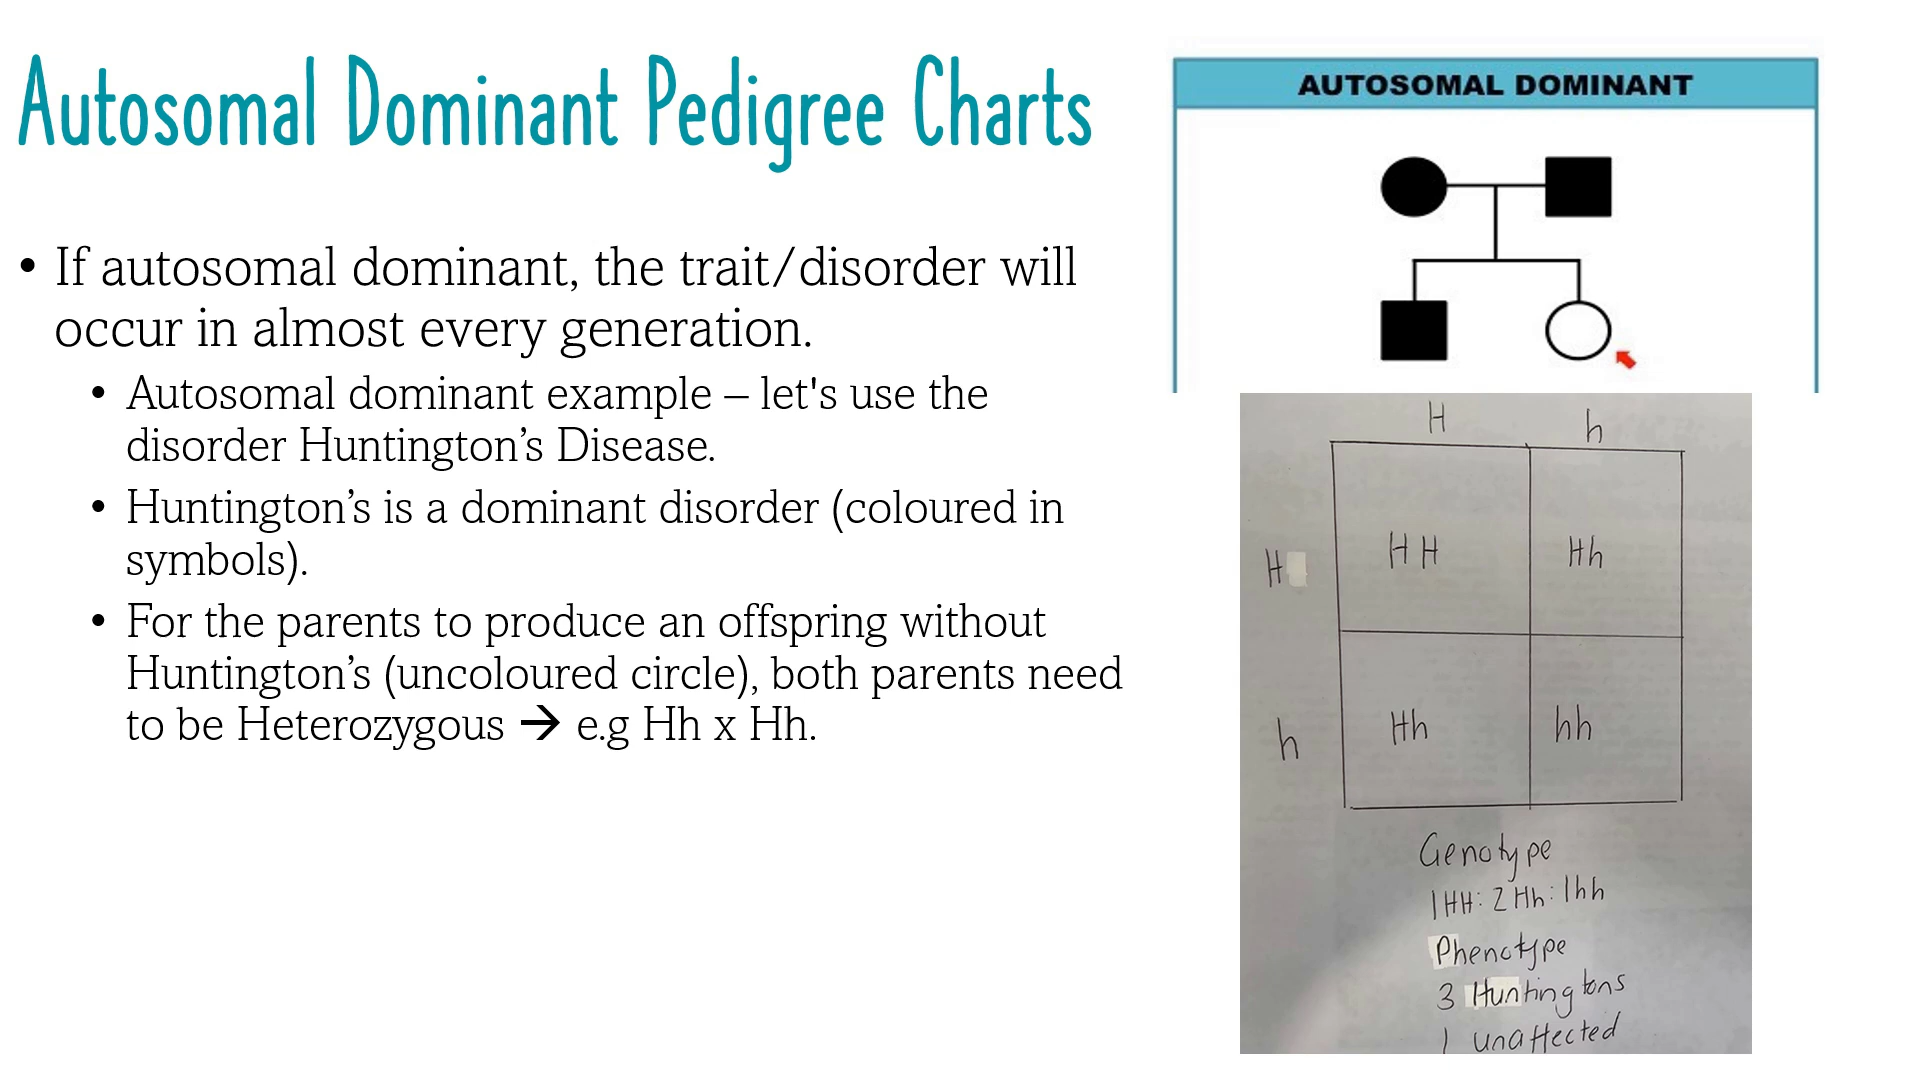 Autosomal Dominant Pedigree Charts
• If autosomal dominant, the trait/disorder will
occur in almost every generation.
• Autosomal dominant example – let's use the
disorder Huntington’s Disease.
• Huntington’s is a dominant disorder (coloured in
symbols).
• For the parents to produce an offspring without
Huntington’s (uncoloured circle), both parents need
to be Heterozygous → e.g Hh x Hh.
AUTOSOMAL DOMINANT
H h
H HH Hh
h Hh hh
Genotype
1HH: 2Hh: 1hh
Phenotype
3 Huntingtons
1 unaffected